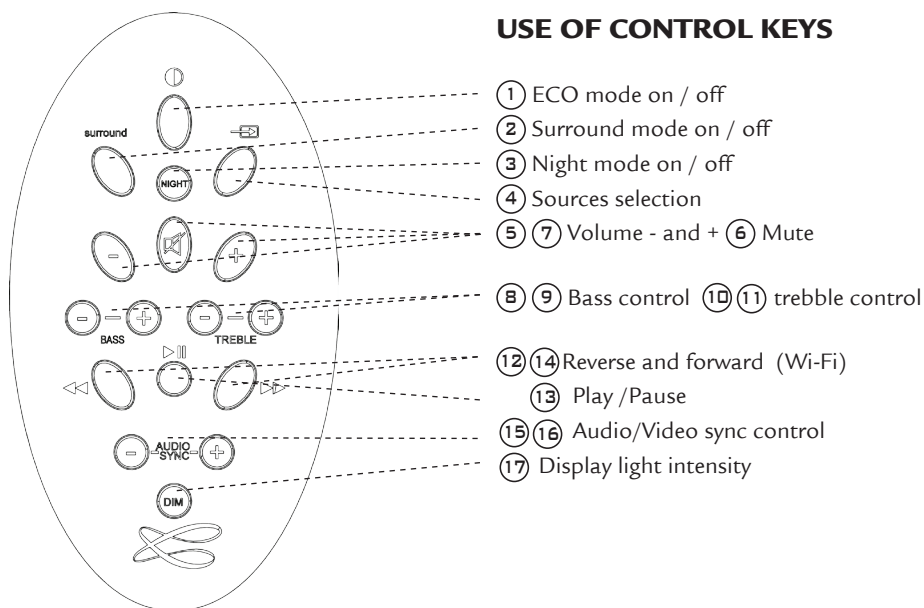 USE OF CONTROL KEYS
1 ECO mode on / off
2 Surround mode on / off
3 Night mode on / off
4 Sources selection
5 7 Volume - and + 6 Mute
8 9 Bass control 10 11 trebble control
12 14 Reverse and forward (Wi-Fi)
13 Play /Pause
15 16 Audio/Video sync control
17 Display light intensity
surround
NIGHT
- +
- + - +
BASS TREBLE
- AUDIO +
SYNC
DIM